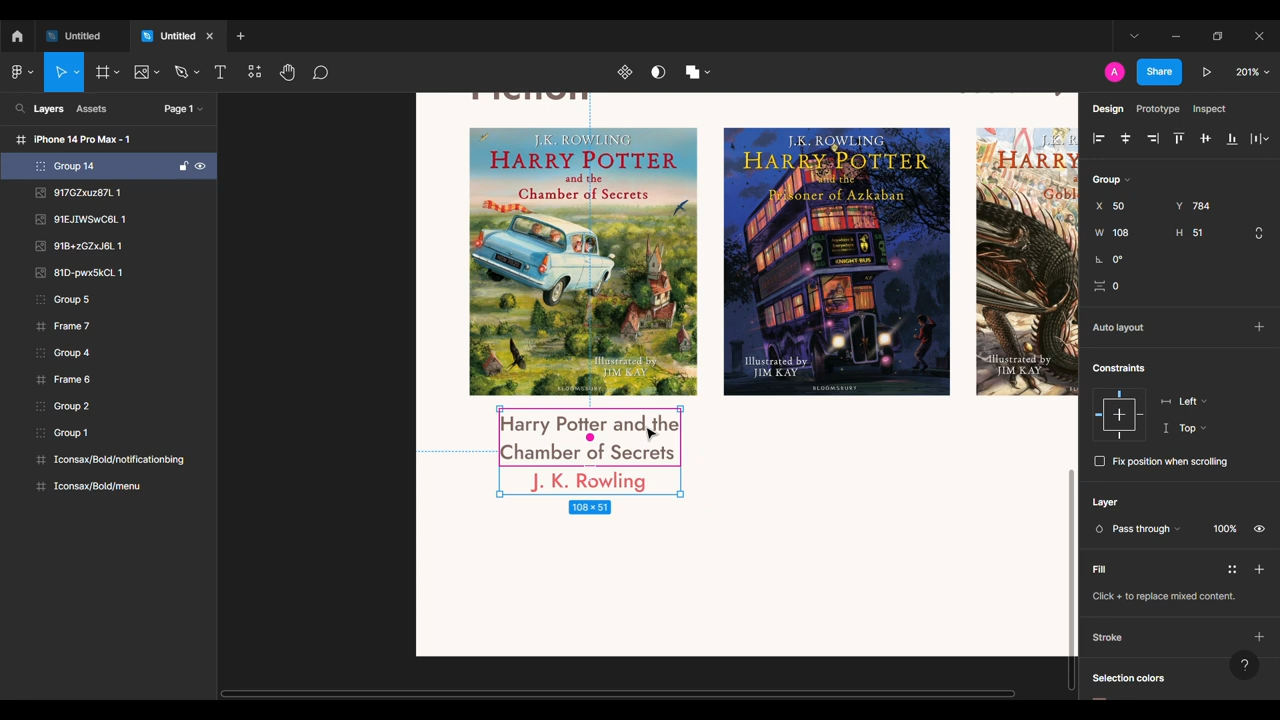 Untitled
Untitled
A
Share
201%
Layers
Assets
Page 1
Design
Prototype
Inspect
iPhone 14 Pro Max - 1
Group 14
917GZxuz87L 1
91EJIWSwC6L 1
91B+zGZxJ6L 1
81D-pwx5kCL 1
Group 5
Frame 7
Group 4
Frame 6
Group 2
Group 1
Iconsax/Bold/notificationbing
Iconsax/Bold/menu
Fiction
J.K. ROWLING
HARRY POTTER
and the
Chamber of Secrets
Illustrated by
JIM KAY
BLOOMSBURY
J.K. ROWLING
HARRY POTTER
and the
Prisoner of Azkaban
KNIGHT BUS
Illustrated by
JIM KAY
BLOOMSBURY
Illustrated by
JIM KAY
Harry Potter and the
Chamber of Secrets
J. K. Rowling
108 × 51
Group
X 50
Y 784
W 108
H 51
0°
0
Auto layout
Constraints
Left
Top
Fix position when scrolling
Layer
Pass through
100%
Fill
Click + to replace mixed content.
Stroke
?
Selection colors